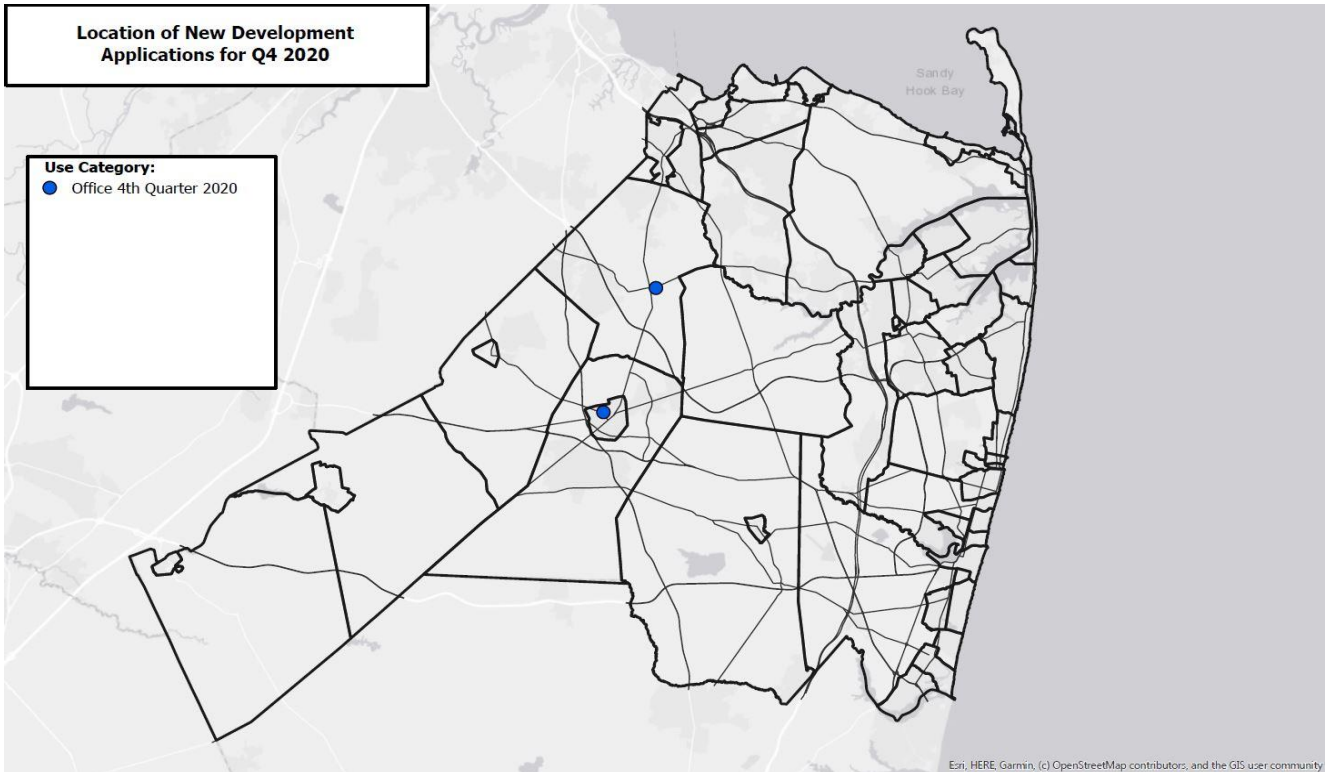 Location of New Development
Applications for Q4 2020
Sandy
Hook Bay
Use Category:
Office 4th Quarter 2020
Esri, HERE, Garmin, (c) OpenStreetMap contributors, and the GIS user community